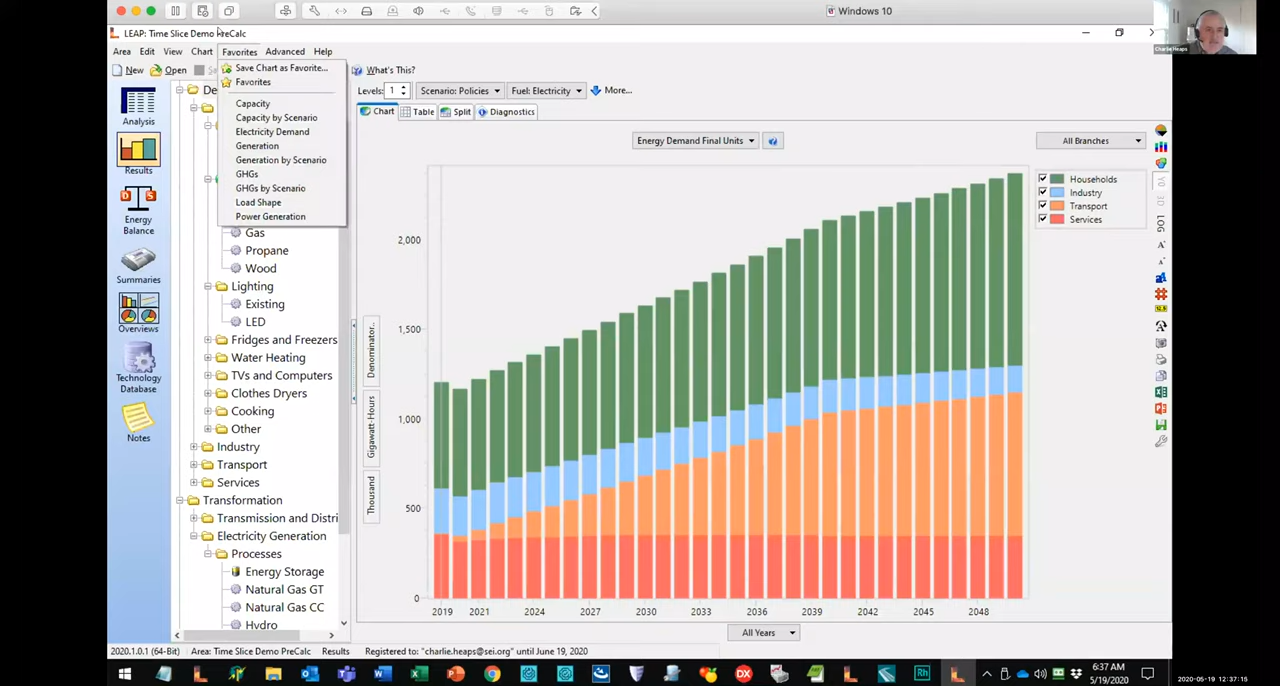 Windows 10
LEAP: Time Slice Demo PreCalc
Charlie Heaps
Area Edit View Chart Favorites Advanced Help
New Open
Save Chart as Favorite...
Favorites
Capacity
Capacity by Scenario
Electricity Demand
Generation
Generation by Scenario
GHGs
GHGs by Scenario
Load Shape
Power Generation
What's This?
Levels: 1 Scenario: Policies Fuel: Electricity More...
Chart Table Split Diagnostics
Energy Demand Final Units
All Branches
Analysis
Results
Energy
Balance
Summaries
Overviews
Technology
Database
Notes
De
Gas
Propane
Wood
Lighting
Existing
LED
Fridges and Freezers
Water Heating
TVs and Computers
Clothes Dryers
Cooking
Other
Industry
Transport
Services
Transformation
Transmission and Distri
Electricity Generation
Processes
Energy Storage
Natural Gas GT
Natural Gas CC
Hydro
Denominator..
Gigawatt-Hours
Thousand
2,000
1,500
1,000
500
0
2019 2021 2024 2027 2030 2033 2036 2039 2042 2045 2048
All Years
Households
Industry
Transport
Services
3D
LOG
2020.1.0.1 (64-Bit) Area: Time Slice Demo PreCalc Results Registered to: "charlie.heaps@sei.org" until June 19, 2020
6:37 AM
5/19/2020
2020-05-19 12:37:15